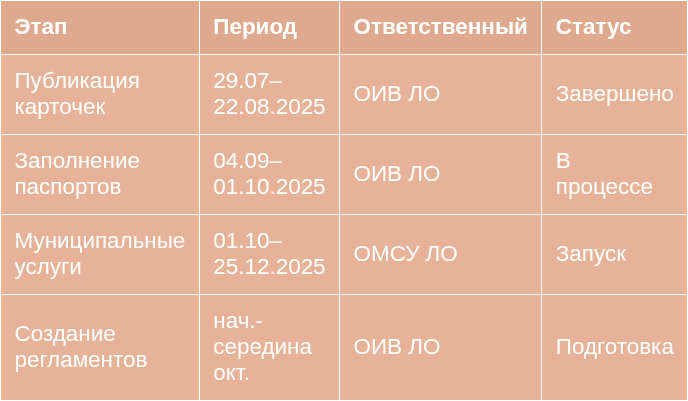 Этап Период Ответственный Статус
Публикация
карточек
29.07–
22.08.2025
ОИВ ЛО
Завершено
Заполнение
паспортов
04.09–
01.10.2025
ОИВ ЛО
В
процессе
Муниципальные
услуги
01.10–
25.12.2025
ОМСУ ЛО
Запуск
Создание
регламентов
нач.-
середина
окт.
ОИВ ЛО
Подготовка